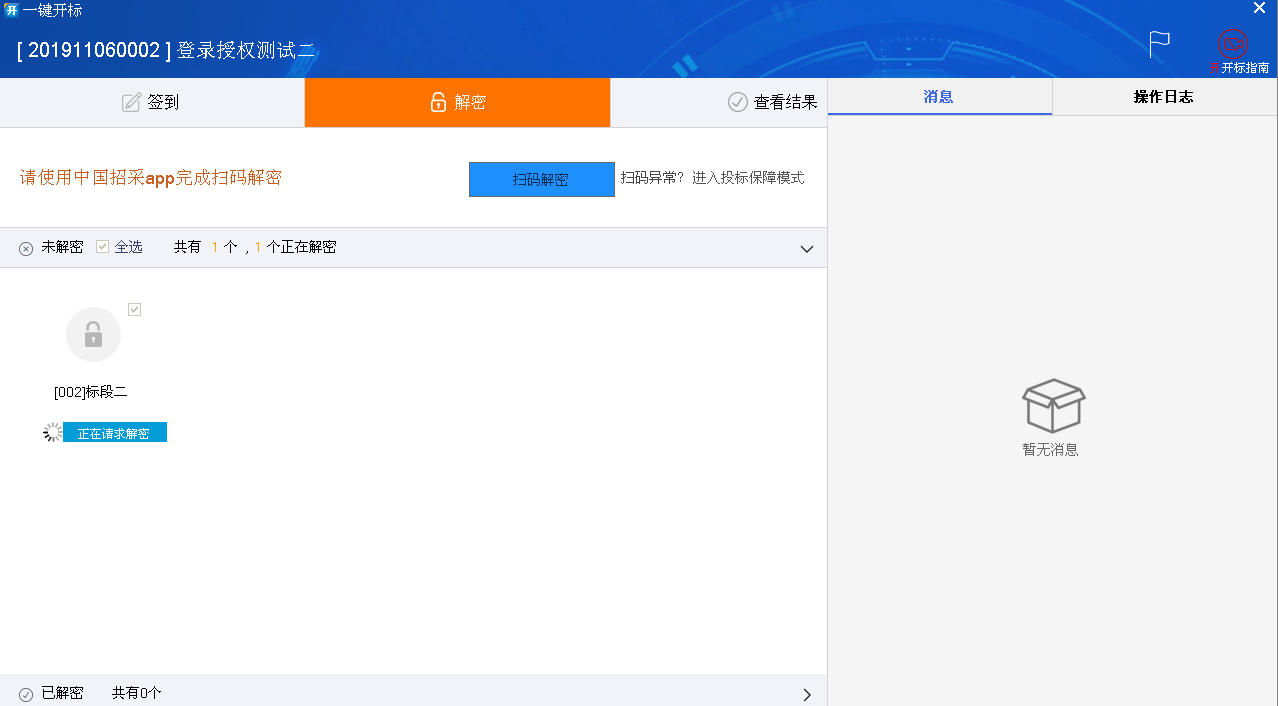 一键开标
[ 201911060002 ] 登录授权测试二
开标指南
签到
解密
查看结果
消息
操作日志
请使用中国招采app完成扫码解密
扫码解密
扫码异常? 进入投标保障模式
未解密 全选 共有 1 个 , 1 个正在解密
[002]标段二
正在请求解密
暂无消息
已解密 共有0个